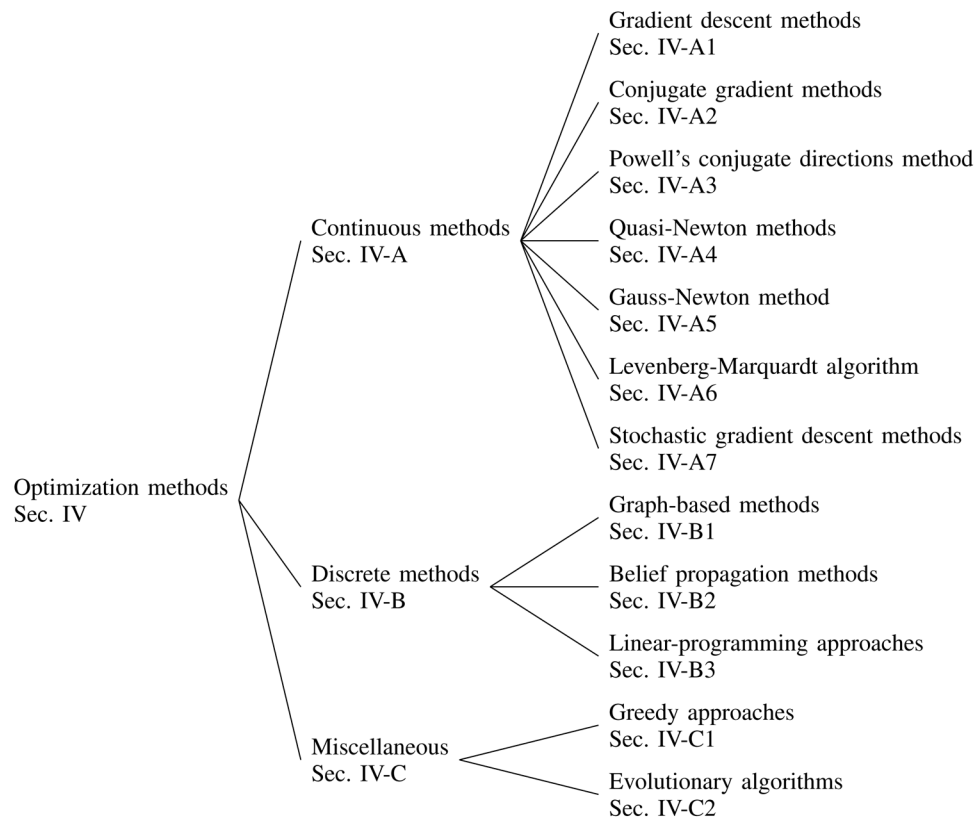 Optimization methods
Sec. IV
Continuous methods
Sec. IV-A
Gradient descent methods
Sec. IV-A1
Conjugate gradient methods
Sec. IV-A2
Powell's conjugate directions method
Sec. IV-A3
Quasi-Newton methods
Sec. IV-A4
Gauss-Newton method
Sec. IV-A5
Levenberg-Marquardt algorithm
Sec. IV-A6
Stochastic gradient descent methods
Sec. IV-A7
Discrete methods
Sec. IV-B
Graph-based methods
Sec. IV-B1
Belief propagation methods
Sec. IV-B2
Linear-programming approaches
Sec. IV-B3
Miscellaneous
Sec. IV-C
Greedy approaches
Sec. IV-C1
Evolutionary algorithms
Sec. IV-C2